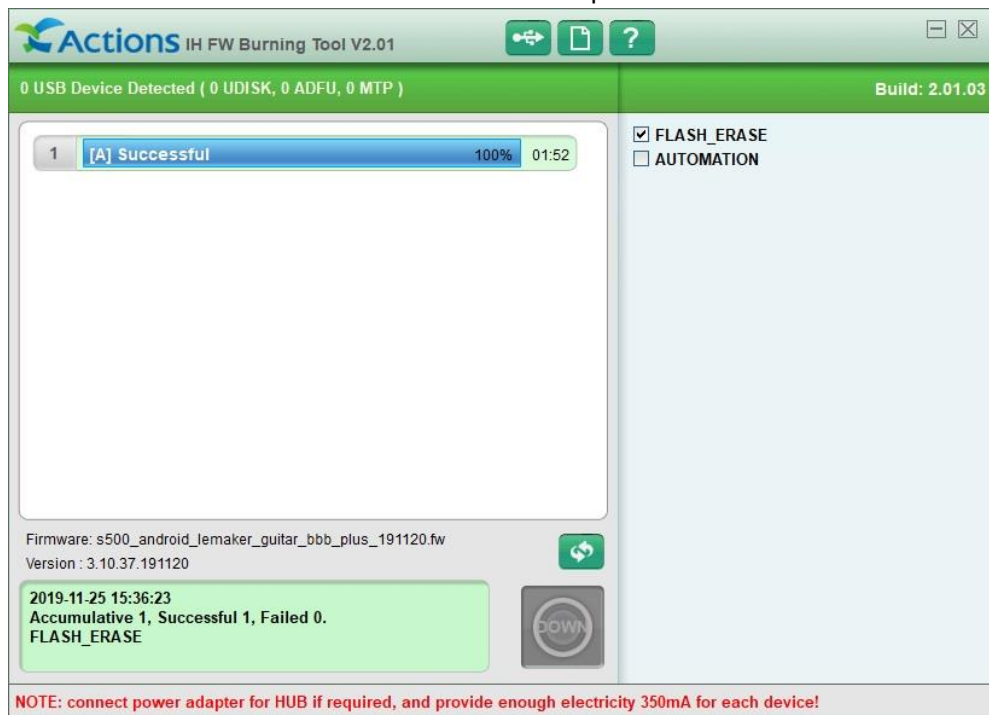 Actions IH FW Burning Tool V2.01
?
0 USB Device Detected ( 0 UDISK, 0 ADFU, 0 MTP )
Build: 2.01.03
1 [A] Successful 100% 01:52
FLASH_ERASE
AUTOMATION
Firmware: s500_android_lemaker_guitar_bbb_plus_191120.fw
Version : 3.10.37.191120
2019-11-25 15:36:23
Accumulative 1, Successful 1, Failed 0.
FLASH_ERASE
DOWN
NOTE: connect power adapter for HUB if required, and provide enough electricity 350mA for each device!